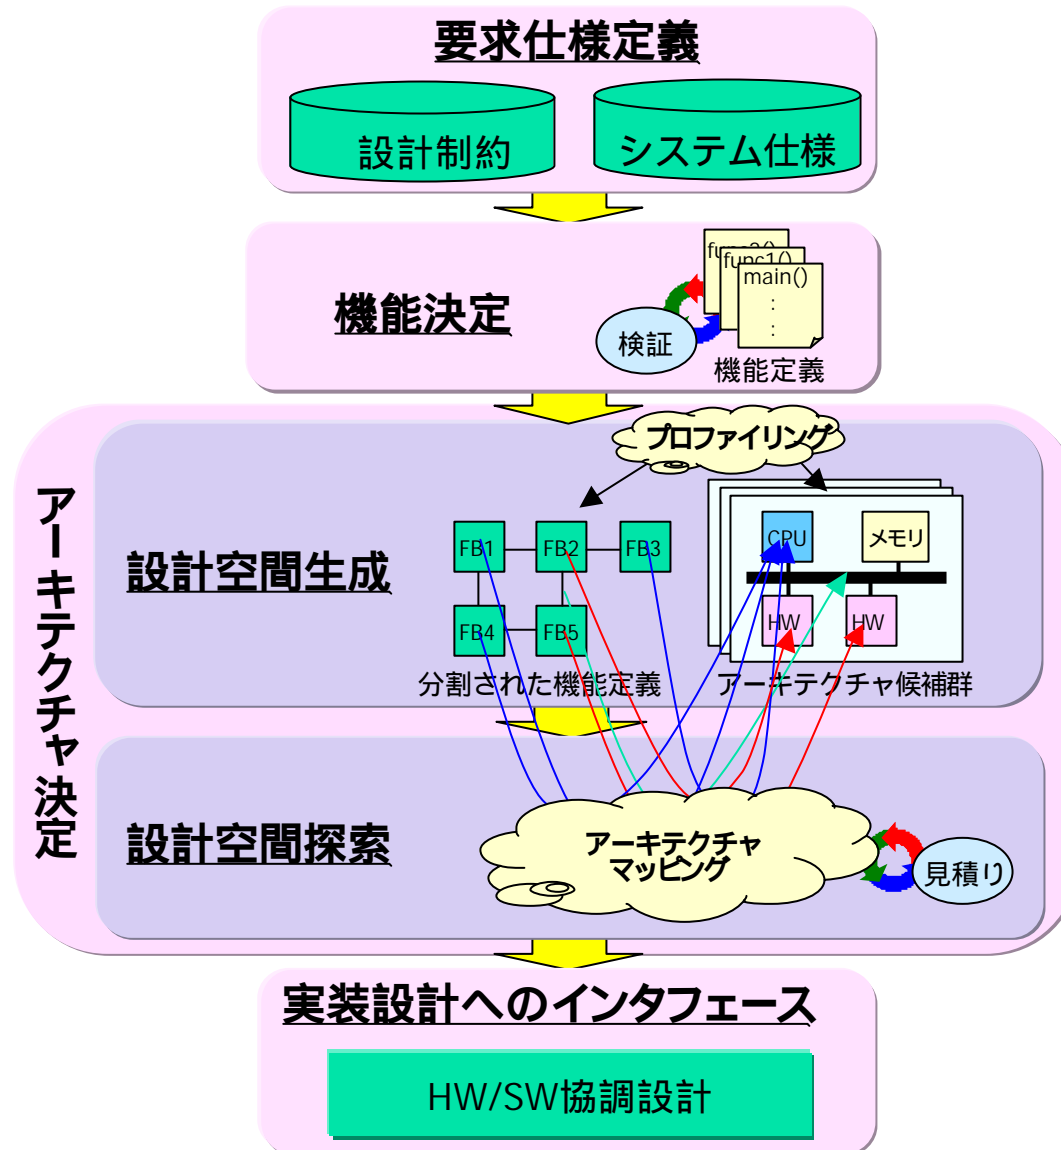 要求仕様定義
設計制約
システム仕様
機能決定
func2()
func1()
main()
:
:
検証
機能定義
アーキテクチャ決定
プロファイリング
設計空間生成
FB1
FB2
FB3
FB4
FB5
CPU
メモリ
HW
HW
分割された機能定義
アーキテクチャ候補群
設計空間探索
アーキテクチャ
マッピング
見積り
実装設計へのインタフェース
HW/SW協調設計